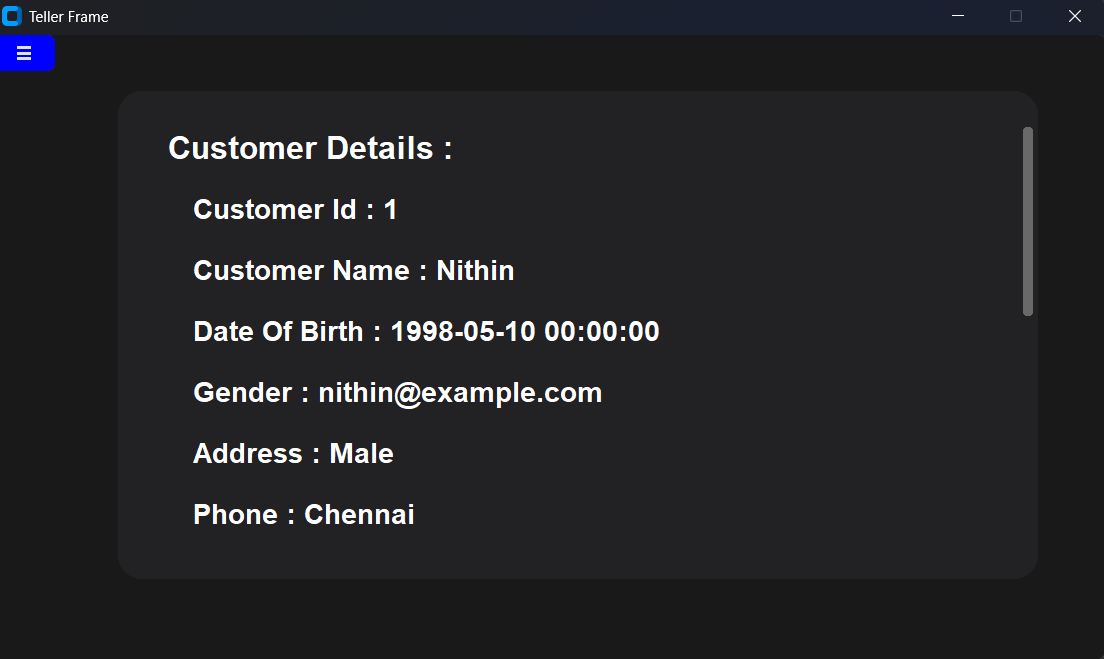 Teller Frame
Customer Details :
Customer Id : 1
Customer Name : Nithin
Date Of Birth : 1998-05-10 00:00:00
Gender : nithin@example.com
Address : Male
Phone : Chennai